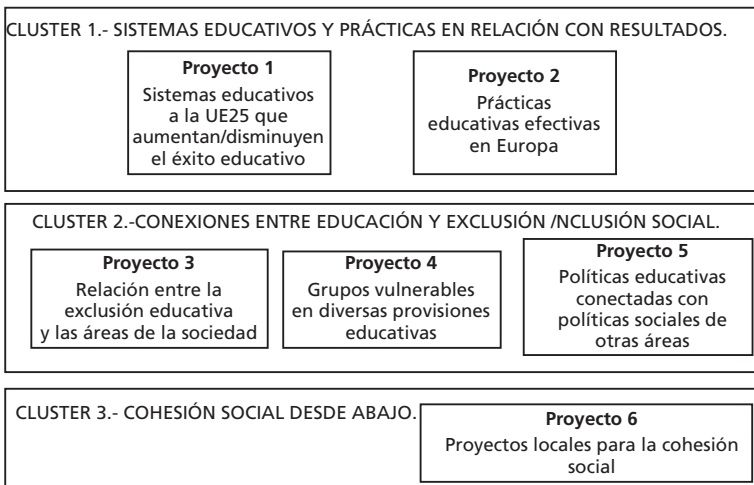 CLUSTER 1.- SISTEMAS EDUCATIVOS Y PRÁCTICAS EN RELACIÓN CON RESULTADOS.
Proyecto 1
Sistemas educativos
a la UE25 que
aumentan/disminuyen
el éxito educativo
Proyecto 2
Prácticas
educativas efectivas
en Europa
CLUSTER 2.-CONEXIONES ENTRE EDUCACIÓN Y EXCLUSIÓN /NCLUSIÓN SOCIAL.
Proyecto 3
Relación entre la
exclusión educativa
y las áreas de la sociedad
Proyecto 4
Grupos vulnerables
en diversas provisiones
educativas
Proyecto 5
Políticas educativas
conectadas con
políticas sociales de
otras áreas
CLUSTER 3.- COHESIÓN SOCIAL DESDE ABAJO.
Proyecto 6
Proyectos locales para la cohesión
social